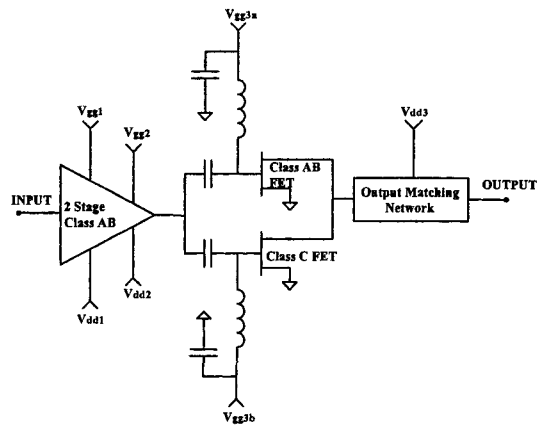 Vgg3a
Vgg1
Vgg2
Vdd3
INPUT
2 Stage
Class AB
Class AB
FET
Output Matching
Network
OUTPUT
Class C FET
Vdd2
Vdd1
Vgg3b